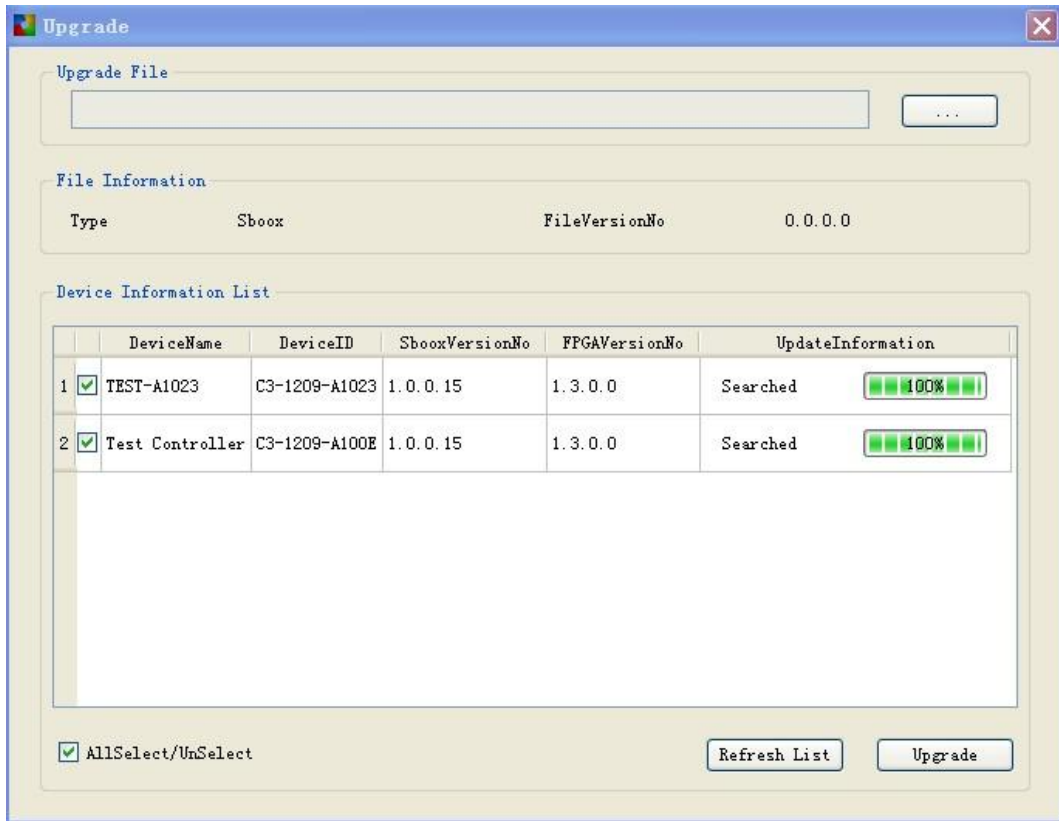 Upgrade
Upgrade File
...
File Information
Type Sboox FileVersionNo 0.0.0.0
Device Information List
DeviceName DeviceID SbooxVersionNo FPGAVersionNo UpdateInformation
1 TEST-A1023 C3-1209-A1023 1.0.0.15 1.3.0.0 Searched 100%
2 Test Controller C3-1209-A100E 1.0.0.15 1.3.0.0 Searched 100%
AllSelect/UnSelect Refresh List Upgrade